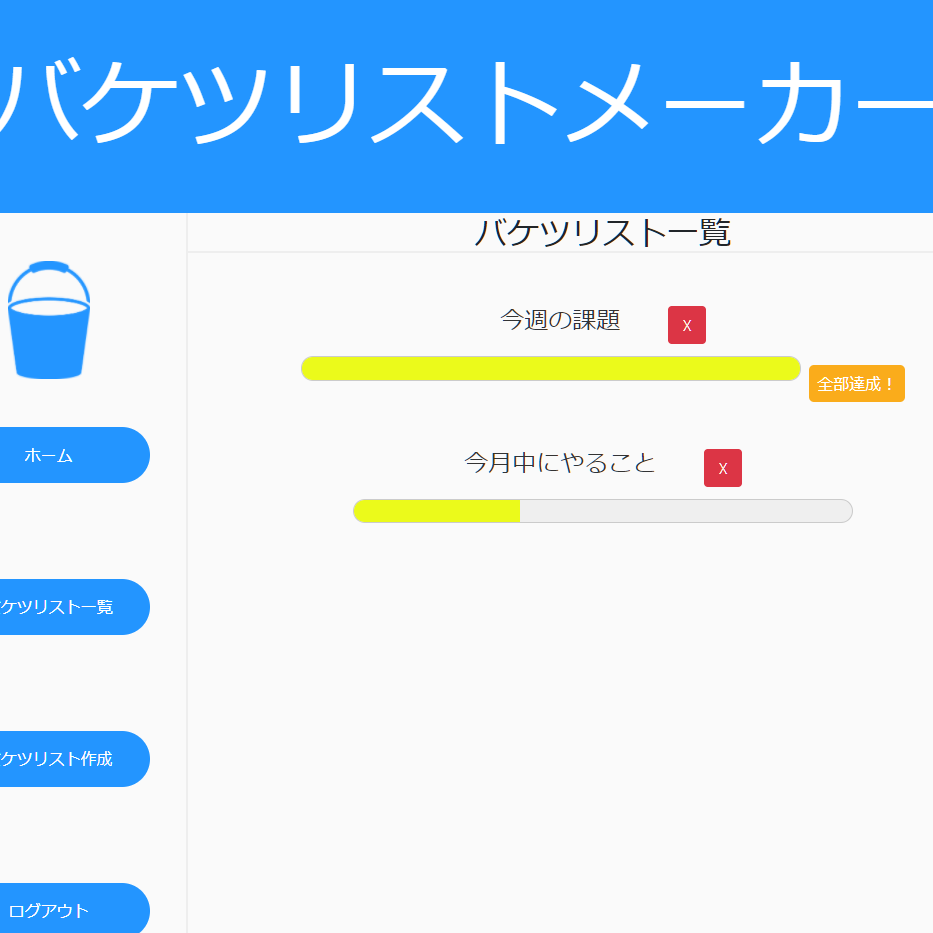 バケツリストメーカー
バケツリスト一覧
今週の課題
X
全部達成！
今月中にやること
X
ホーム
ケツリスト一覧
ケツリスト作成
ログアウト